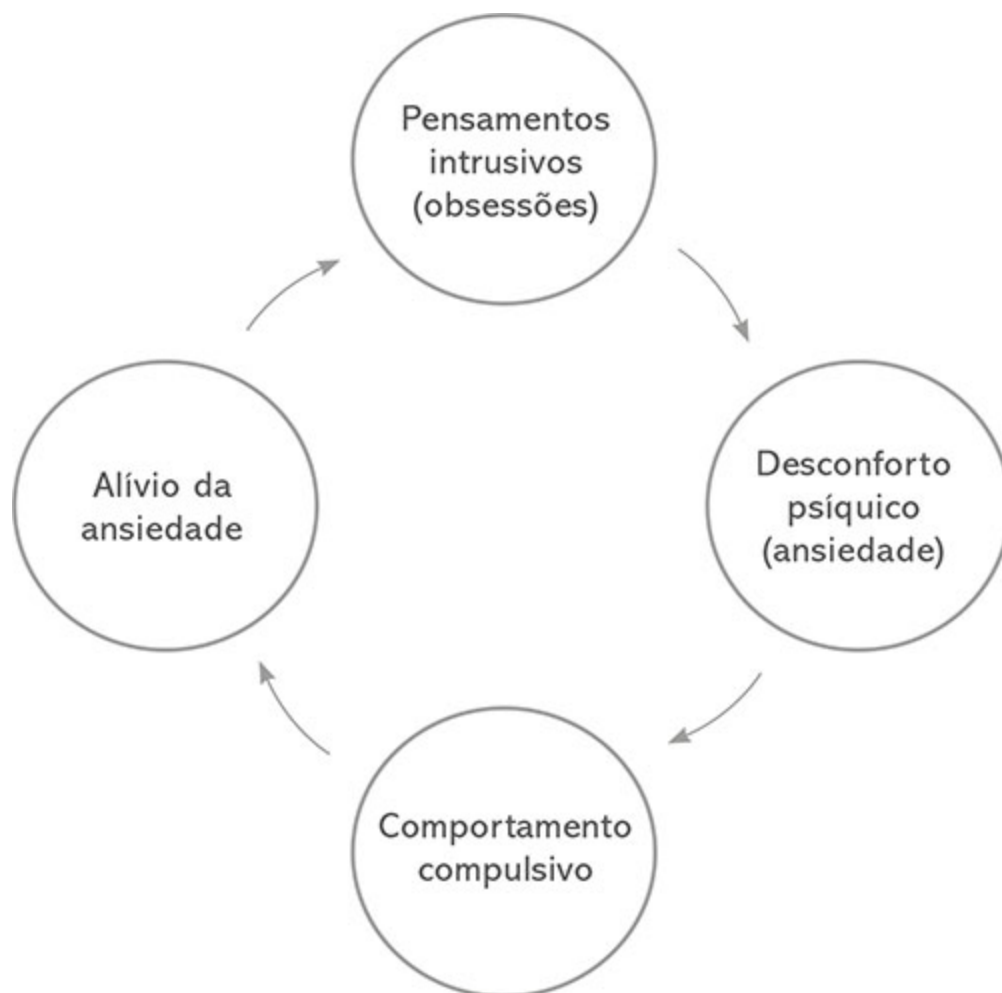 Pensamentos
intrusivos
(obsessões)
Desconforto
psíquico
(ansiedade)
Comportamento
compulsivo
Alívio da
ansiedade